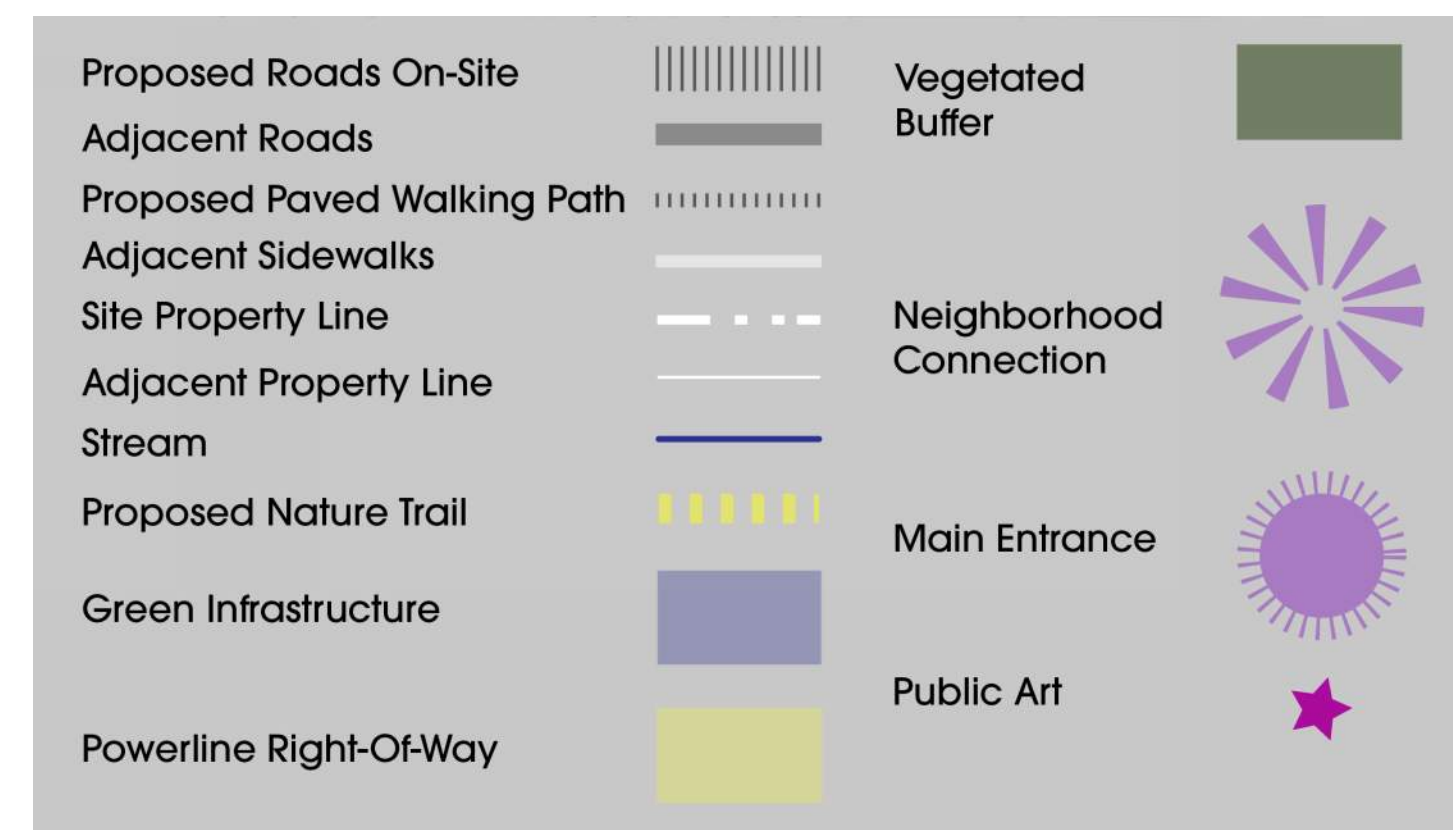 Proposed Roads On-Site
Adjacent Roads
Proposed Paved Walking Path
Adjacent Sidewalks
Site Property Line
Adjacent Property Line
Stream
Proposed Nature Trail
Green Infrastructure
Powerline Right-Of-Way
Vegetated
Buffer
Neighborhood
Connection
Main Entrance
Public Art